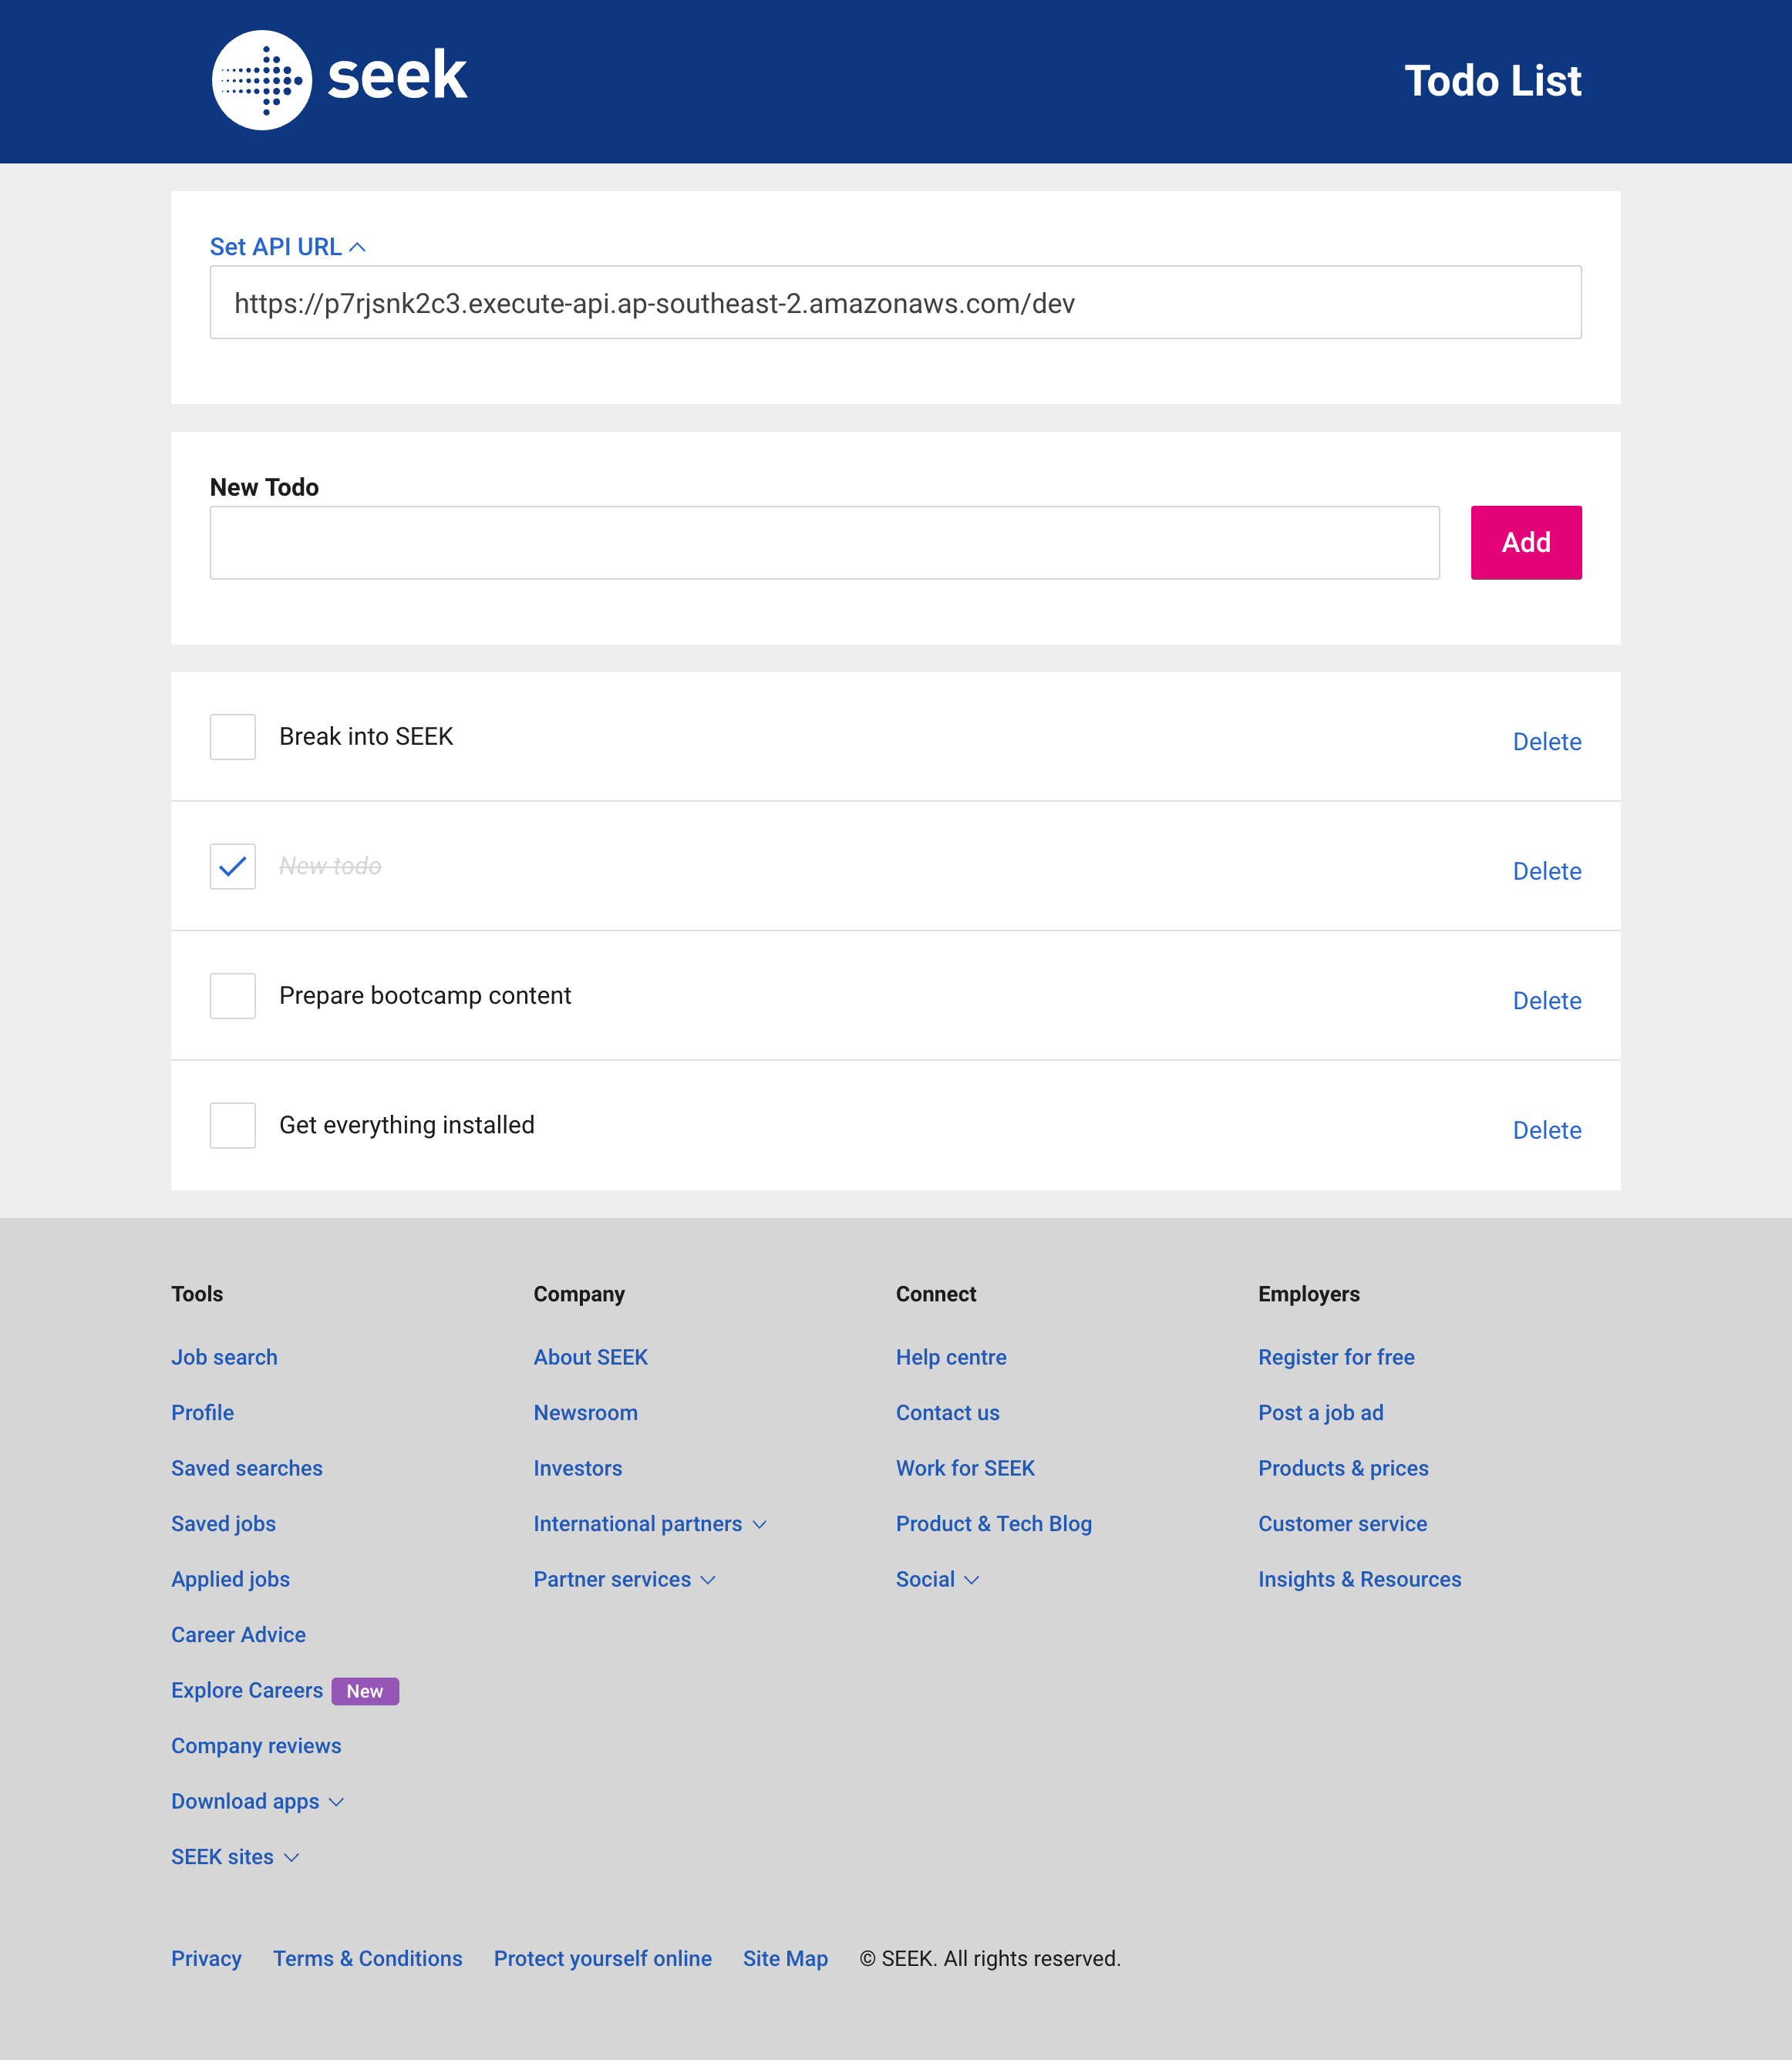 seek
Todo List
Set API URL
https://p7rjsnk2c3.execute-api.ap-southeast-2.amazonaws.com/dev
New Todo
Add
Break into SEEK
Delete
New todo
Delete
Prepare bootcamp content
Delete
Get everything installed
Delete
Tools
Job search
Profile
Saved searches
Saved jobs
Applied jobs
Career Advice
Explore Careers New
Company reviews
Download apps
SEEK sites
Company
About SEEK
Newsroom
Investors
International partners
Partner services
Connect
Help centre
Contact us
Work for SEEK
Product & Tech Blog
Social
Employers
Register for free
Post a job ad
Products & prices
Customer service
Insights & Resources
Privacy Terms & Conditions Protect yourself online Site Map © SEEK. All rights reserved.